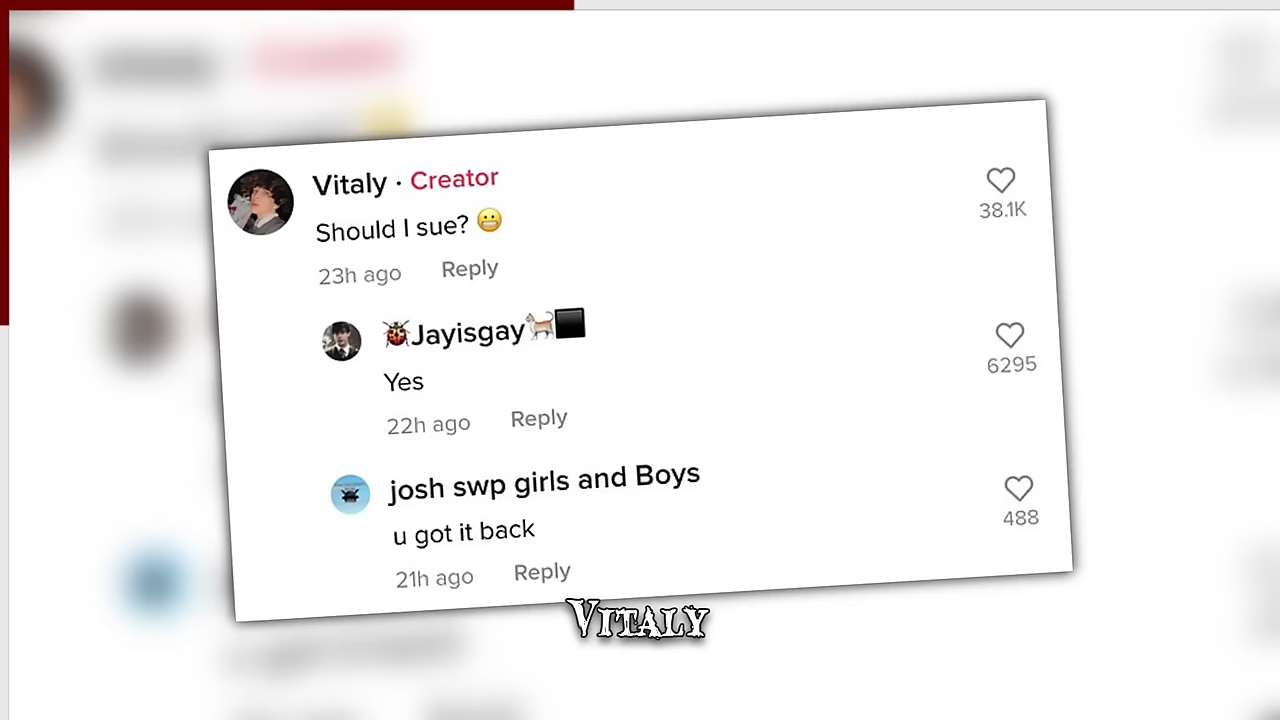 Vitaly · Creator
Should I sue? 😬
38.1K
23h ago Reply
🐞Jayisgay🐈⬛
Yes
6295
22h ago Reply
josh swp girls and Boys
u got it back
488
21h ago Reply
Vitaly